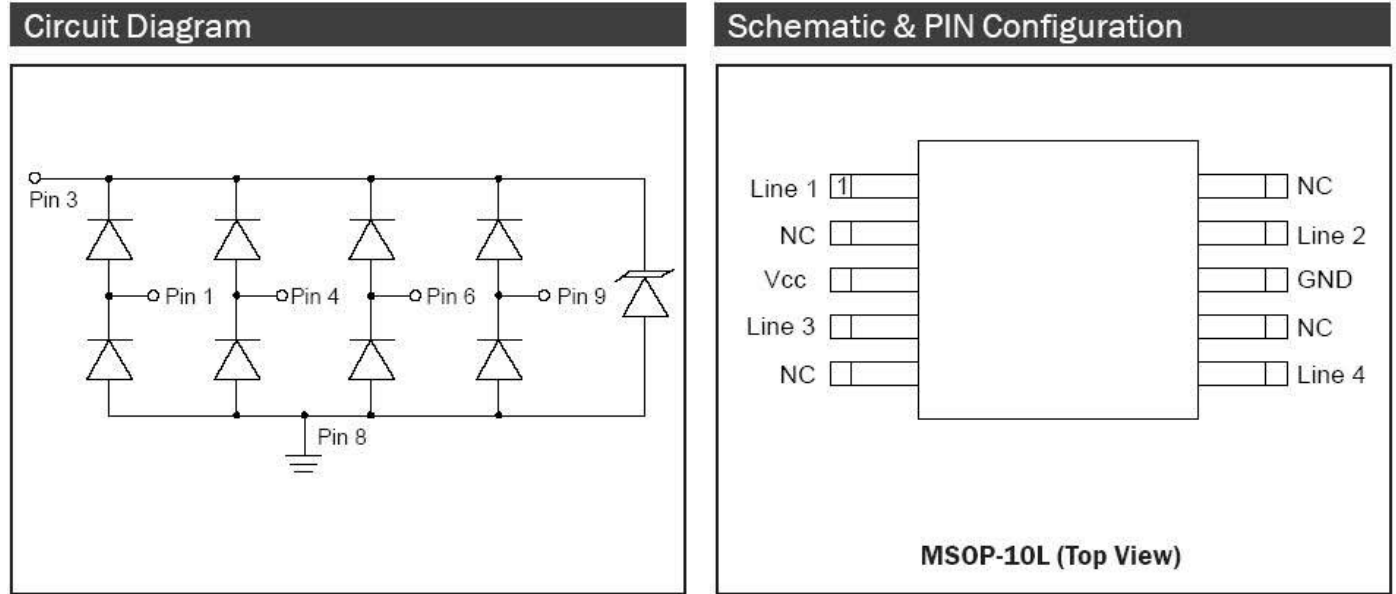 Circuit Diagram
Pin 3
Pin 1
Pin 4
Pin 6
Pin 9
Pin 8
Schematic & PIN Configuration
Line 1
1
NC
Vcc
Line 3
NC
NC
Line 2
GND
NC
Line 4
MSOP-10L (Top View)